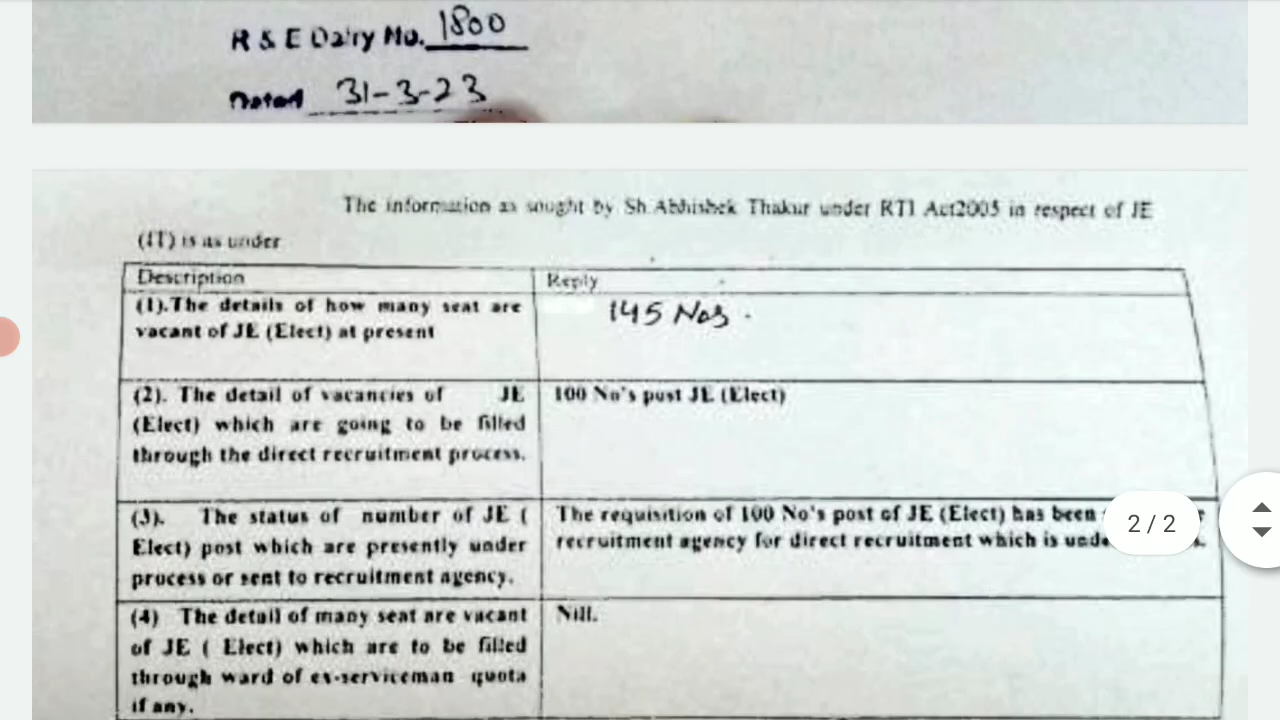 R & E Dairy No. 1800
Dated 31-3-23
The information as sought by Sh Abhishek Thakur under RTI Act2005 in respect of JE
(IT) is as under
Description
Reply
(1).The details of how many seat are
vacant of JE (Elect) at present
145 Nos.
(2). The detail of vacancies of JE
(Elect) which are going to be filled
through the direct recruitment process.
100 No's post JE (Elect)
(3). The status of number of JE (
Elect) post which are presently under
process or sent to recruitment agency.
The requisition of 100 No's post of JE (Elect) has been
recruitment agency for direct recruitment which is
2 / 2
(4) The detail of many seat are vacant
of JE ( Elect) which are to be filled
through ward of ex-serviceman quota
if any.
Nill.